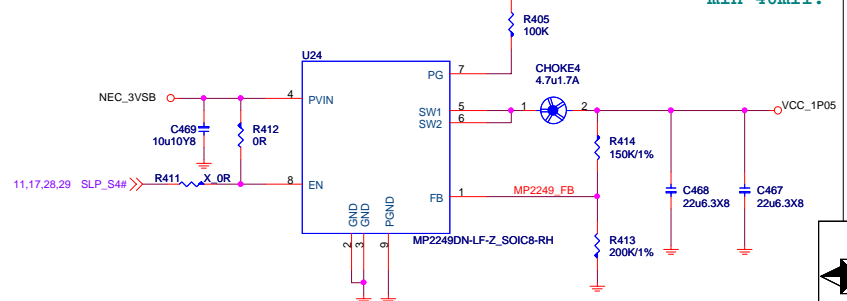 min 40mil.
R405
100K
U24
CHOKE4
4.7u1.7A
PG
7
NEC_3VSB
4
PVIN
SW1
5
1
2
VCC_1P05
SW2
6
C469
10u10Y8
R412
0R
R414
150K/1%
11,17,28,29 SLP_S4#
R411
X_0R
8
EN
FB
1
MP2249_FB
C468
22u6.3X8
C467
22u6.3X8
GND
GND
PGND
2
3
9
MP2249DN-LF-Z_SOIC8-RH
R413
200K/1%